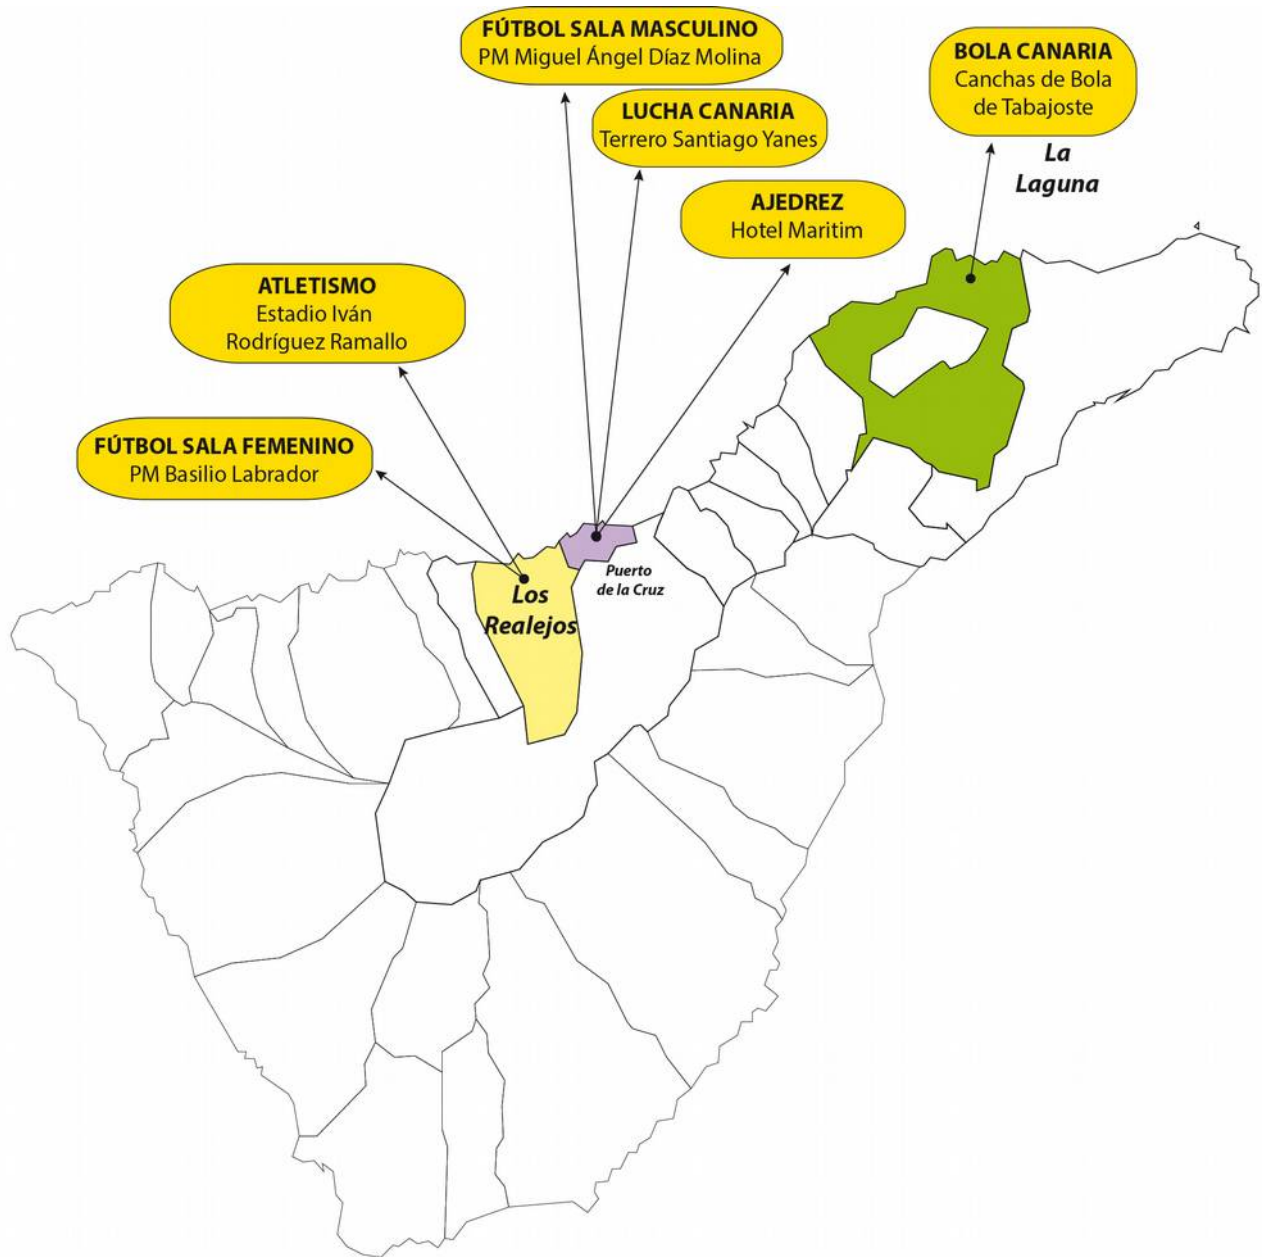 FÚTBOL SALA MASCULINO
PM Miguel Ángel Díaz Molina
BOLA CANARIA
Canchas de Bola
de Tabajoste
LUCHA CANARIA
Terrero Santiago Yanes
La
Laguna
AJEDREZ
Hotel Maritim
ATLETISMO
Estadio Iván
Rodríguez Ramallo
FÚTBOL SALA FEMENINO
PM Basilio Labrador
Puerto
de la Cruz
Los
Realejos